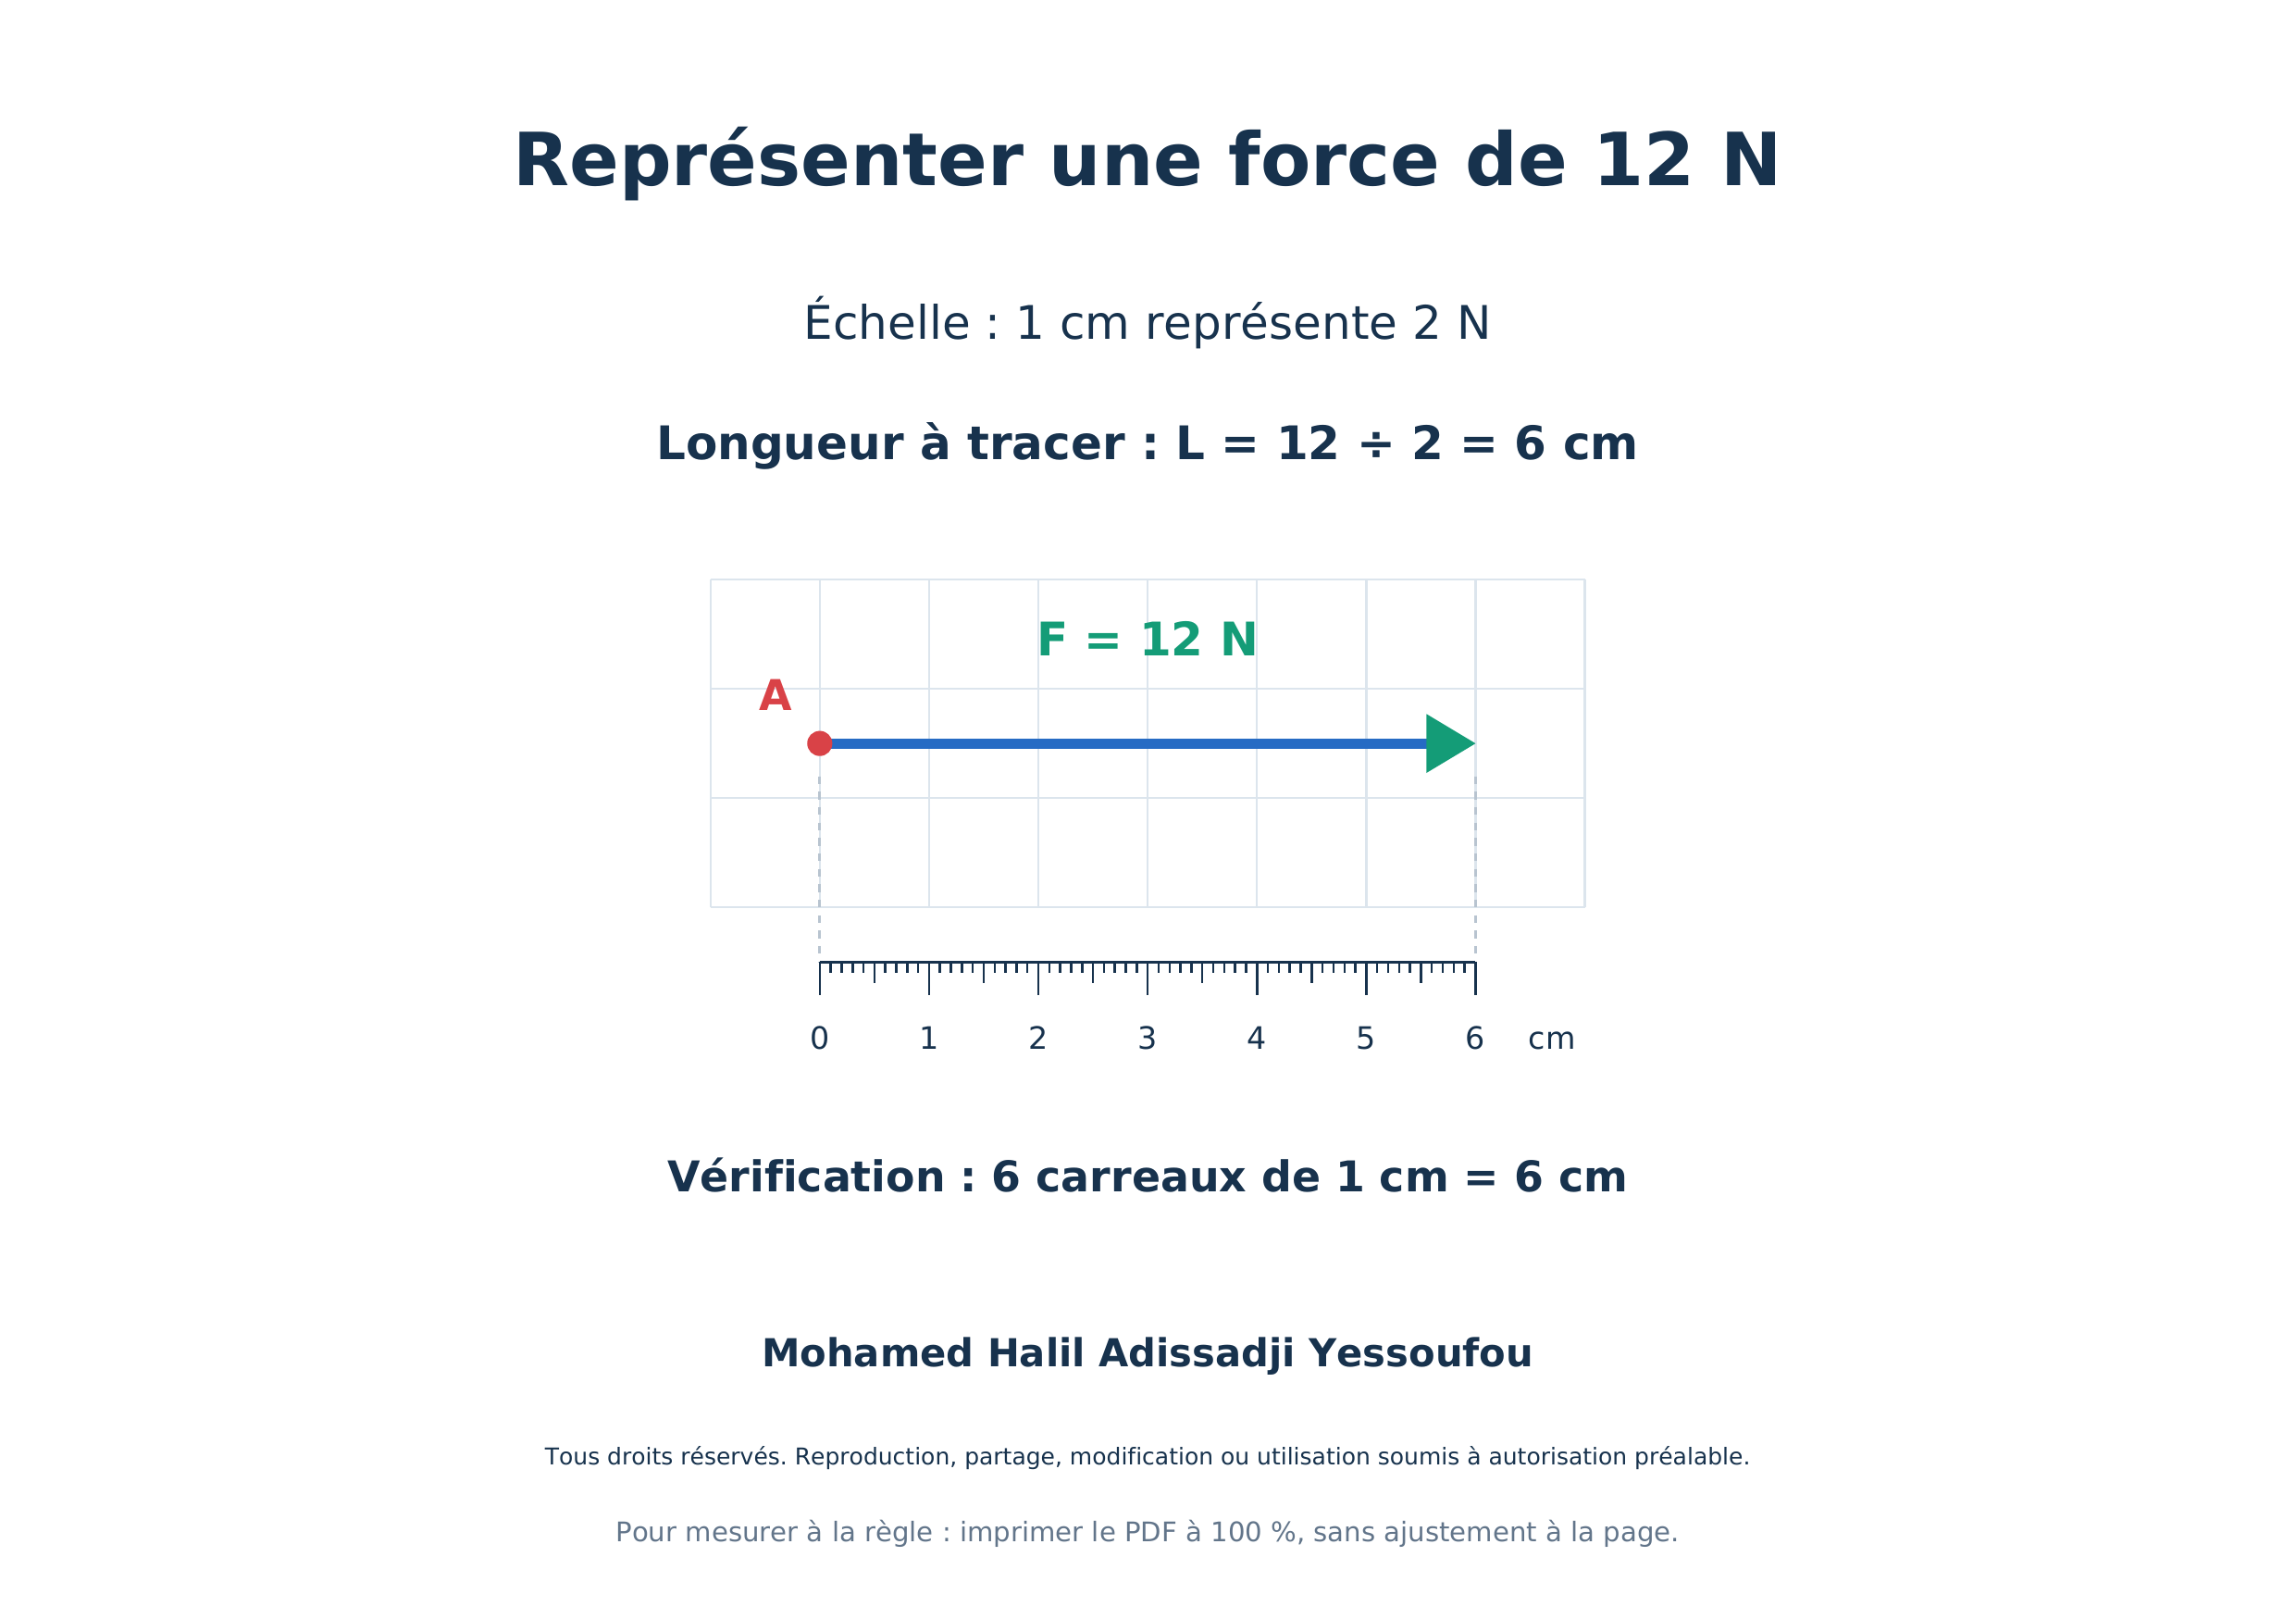 Représenter une force de 12 N
Échelle : 1 cm représente 2 N
Longueur à tracer : L = 12 ÷ 2 = 6 cm
F = 12 N
A
0 1 2 3 4 5 6 cm
Vérification : 6 carreaux de 1 cm = 6 cm
Mohamed Halil Adissadji Yessoufou
Tous droits réservés. Reproduction, partage, modification ou utilisation soumis à autorisation préalable.
Pour mesurer à la règle : imprimer le PDF à 100 %, sans ajustement à la page.